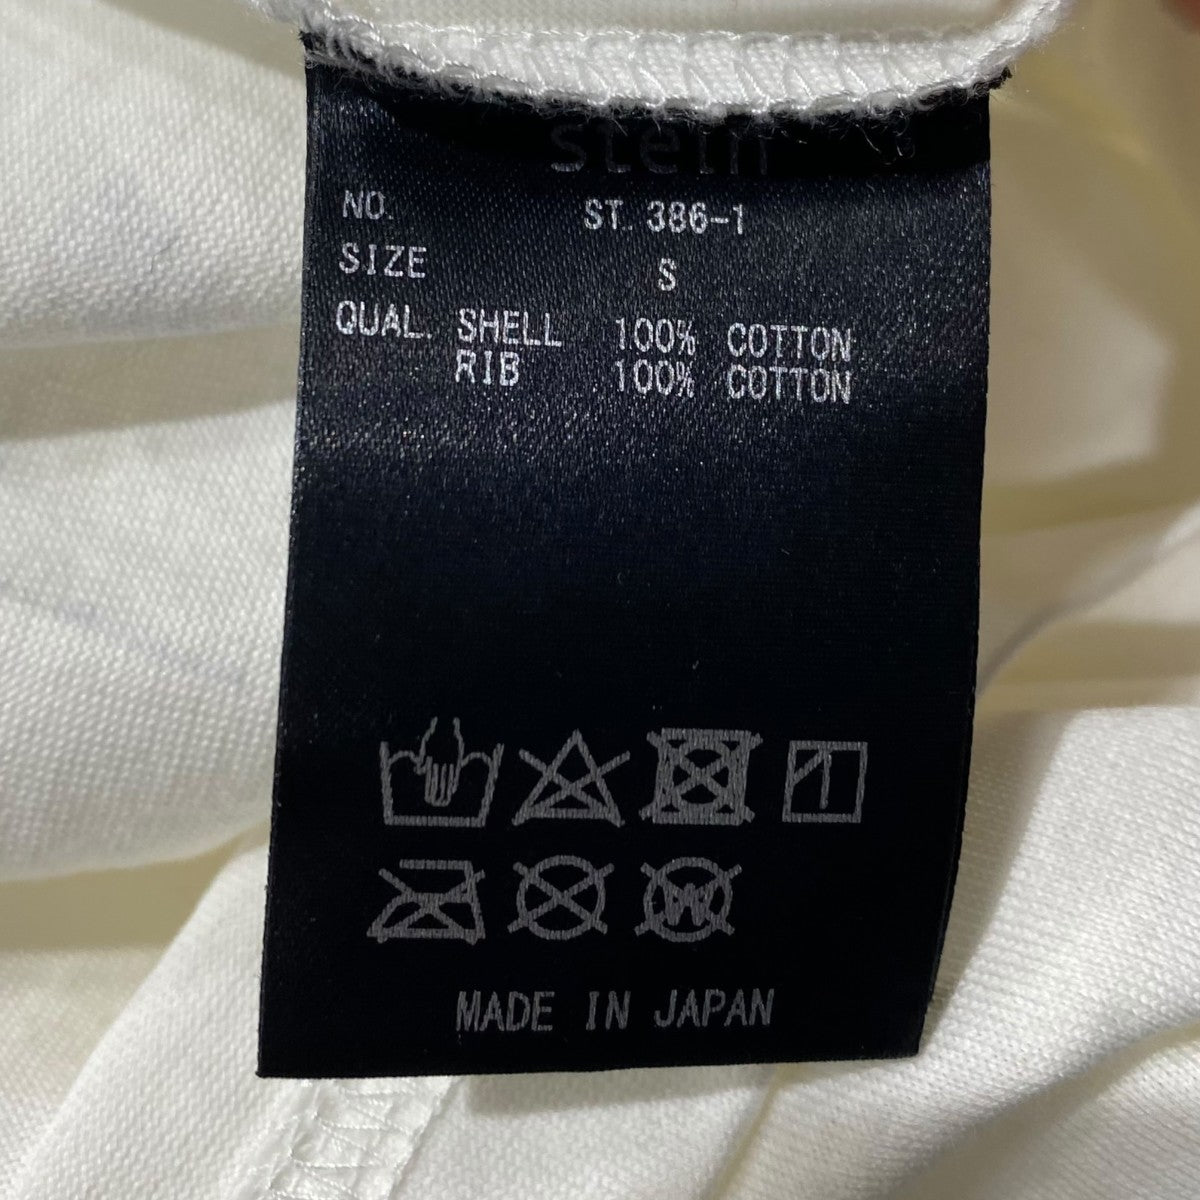 stein
NO. ST. 386-1
SIZE S
QUAL. SHELL 100% COTTON
RIB 100% COTTON
W
MADE IN JAPAN